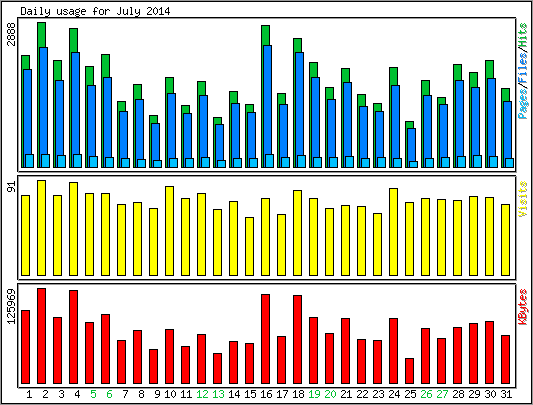 Daily usage for July 2014
2888
Pages/Files/Hits
91
Visits
125969
KBytes
1 2 3 4 5 6 7 8 9 10 11 12 13 14 15 16 17 18 19 20 21 22 23 24 25 26 27 28 29 30 31